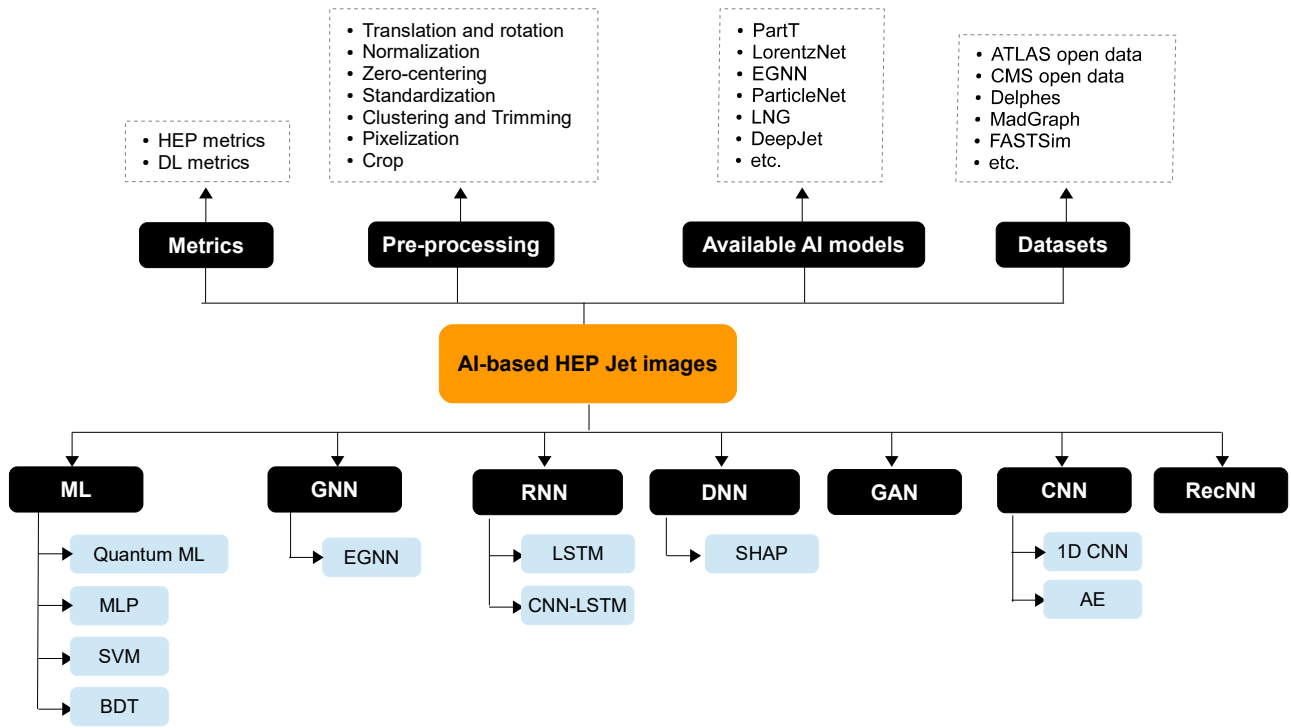 • Translation and rotation
• Normalization
• Zero-centering
• Standardization
• Clustering and Trimming
• Pixelization
• Crop
• PartT
• LorentzNet
• EGNN
• ParticleNet
• LNG
• DeepJet
• etc.
• ATLAS open data
• CMS open data
• Delphes
• MadGraph
• FASTSim
• etc.
• HEP metrics
• DL metrics
Metrics
Pre-processing
Available AI models
Datasets
AI-based HEP Jet images
ML
GNN
RNN
DNN
GAN
CNN
RecNN
Quantum ML
MLP
SVM
BDT
EGNN
LSTM
CNN-LSTM
SHAP
1D CNN
AE